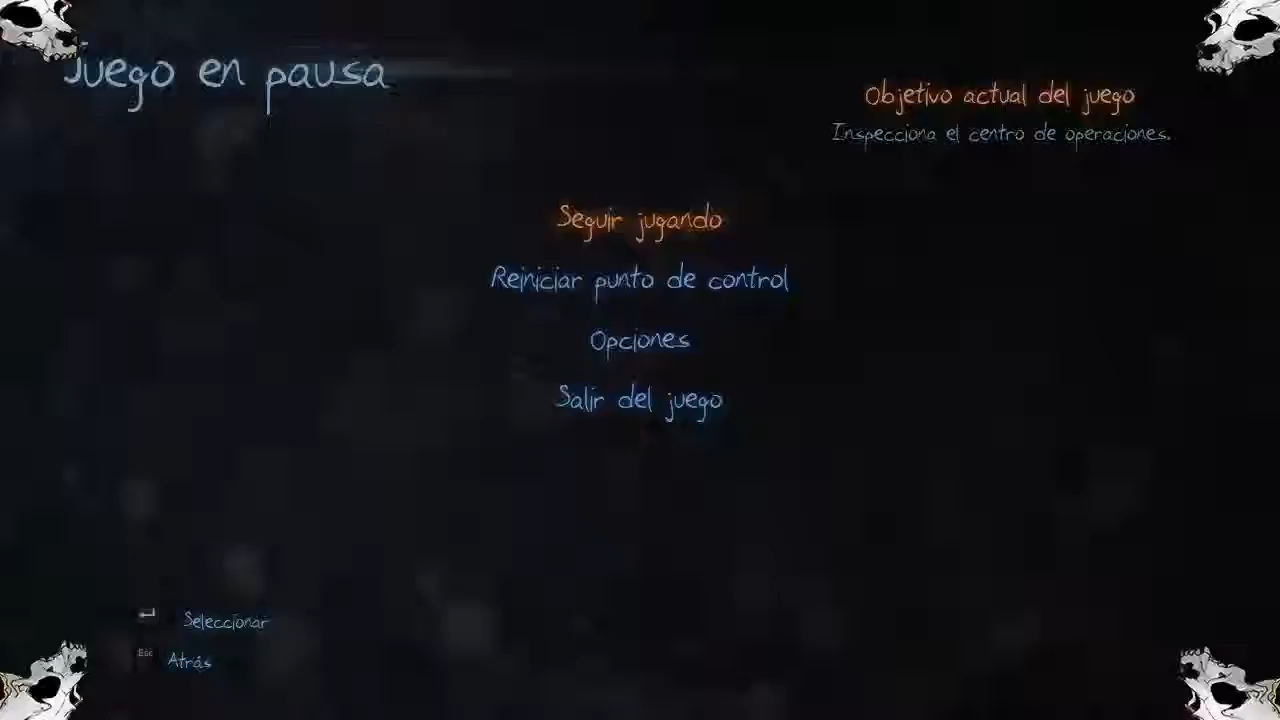 Juego en pausa
Objetivo actual del juego
Inspecciona el centro de operaciones.
Seguir jugando
Reiniciar punto de control
Opciones
Salir del juego
Seleccionar
Esc Atrás